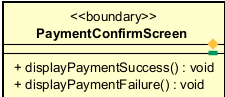 <<boundary>>
PaymentConfirmScreen
+ displayPaymentSuccess() : void
+ displayPaymentFailure() : void